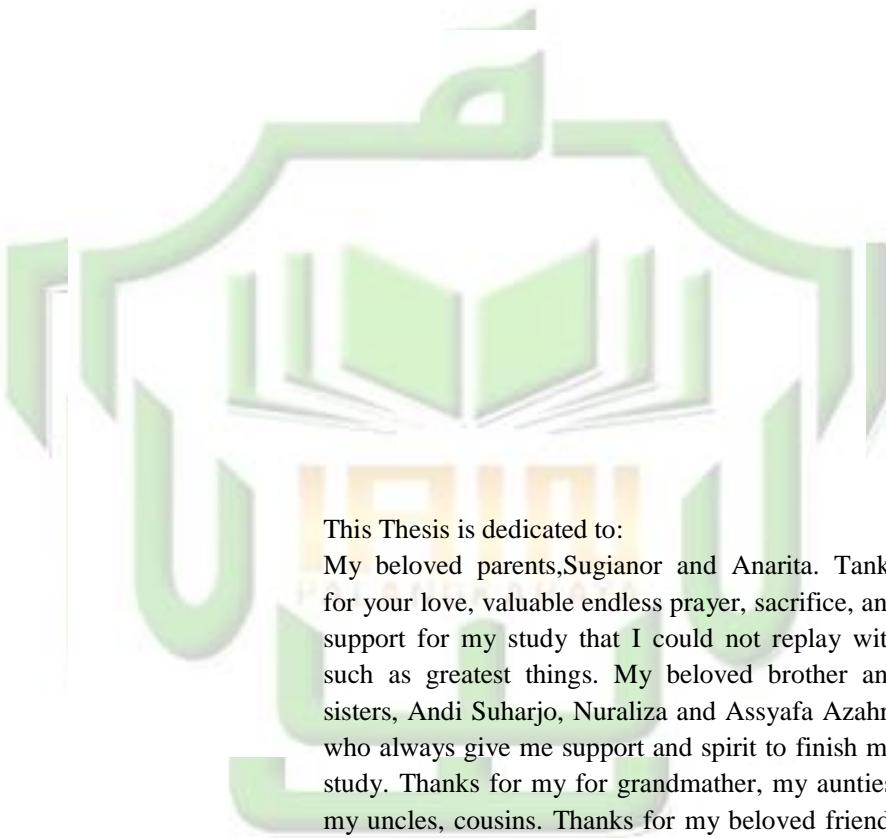 IAIN
This Thesis is dedicated to:
My beloved parents,Sugianor and Anarita. Tank
for your love, valuable endless prayer, sacrifice, an
support for my study that I could not replay wit
such as greatest things. My beloved brother an
sisters, Andi Suharjo, Nuraliza and Assyafa Azahr
who always give me support and spirit to finish m
study. Thanks for my for grandmather, my aunties
my uncles, cousins. Thanks for my beloved friend